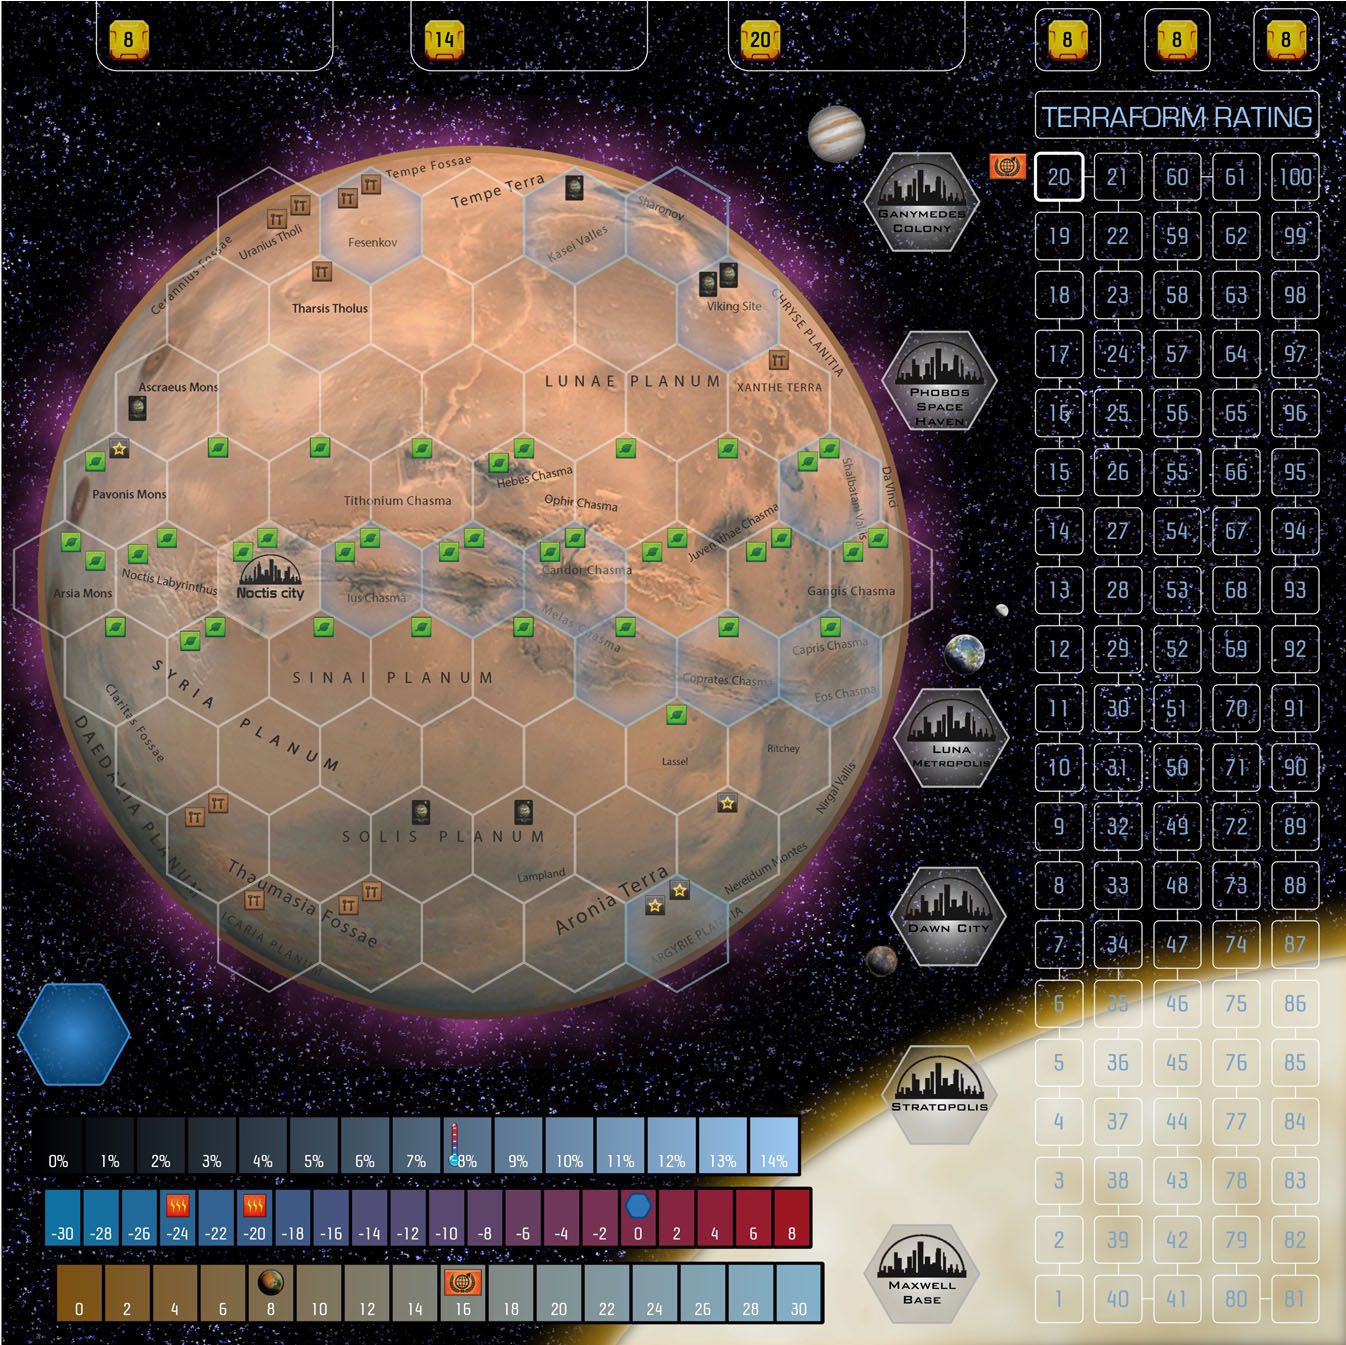 8 14 20 8 8 8
TERRAFORM RATING
20 21 60 61 100
19 22 59 62 99
18 23 58 63 98
17 24 57 64 97
16 25 56 65 96
15 26 55 66 95
14 27 54 67 94
13 28 53 68 93
12 29 52 69 92
11 30 51 70 91
10 31 50 71 90
9 32 49 72 89
8 33 48 73 88
7 34 47 74 87
6 35 46 75 86
5 36 45 76 85
4 37 44 77 84
3 38 43 78 83
2 39 42 79 82
1 40 41 80 81
GANYMEDES
COLONY
PHOBOS
SPACE
HAVEN
LUNA
METROPOLIS
DAWN CITY
STRATOPOLIS
MAXWELL
BASE
Tempe Fossae
Tempe Terra
Sharonov
Uranius Tholi
Fesenkov
Kasei Valles
Cerannius Fossae
Tharsis Tholus
Viking Site
CHRYSE PLANITIA
Ascraeus Mons
LUNAE PLANUM
XANTHE TERRA
Pavonis Mons
Tithonium Chasma
Hebes Chasma
Ophir Chasma
Shalbatani Vallis
Da Vinci
Juventhae Chasma
Arsia Mons
Noctis Labyrinthus
Noctis city
Ius Chasma
Candor Chasma
Gangis Chasma
Melas Chasma
Capris Chasma
SYRIA PLANUM
SINAI PLANUM
Coprates Chasma
Eos Chasma
Claritas Fossae
DAEDALIA PLANUM
Lassel
Ritchey
Nirgal Vallis
SOLIS PLANUM
Thaumasia Fossae
Lampland
Aronia Terra
Nereidum Montes
ICARIA PLANUM
ARGYRIE PLANITIA
0% 1% 2% 3% 4% 5% 6% 7% 8% 9% 10% 11% 12% 13% 14%
-30 -28 -26 -24 -22 -20 -18 -16 -14 -12 -10 -8 -6 -4 -2 0 2 4 6 8
0 2 4 6 8 10 12 14 16 18 20 22 24 26 28 30